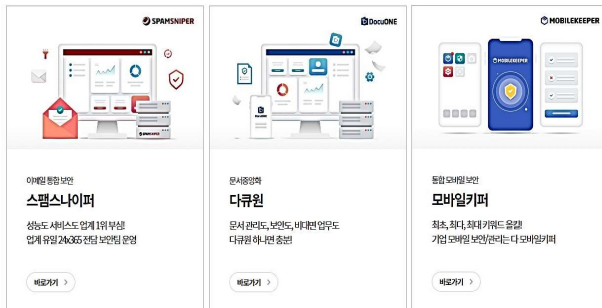 SPAMSNIPER
SPAMSNIPER
이메일 통합 보안
스팸스나이퍼
성능도 서비스도 업계 1위 부심!
업계 유일 24x365 전담 보안팀 운영
바로가기 >
DocuONE
DocuONE
문서중앙화
다큐원
문서 관리도, 보안도, 비대면 업무도
다큐원 하나면 충분!
바로가기 >
MOBILEKEEPER
MOBILEKEEPER
통합 모바일 보안
모바일키퍼
최초, 최다, 최대 키워드 올킬!
기업 모바일 보안/관리는 다 모바일키퍼
바로가기 >